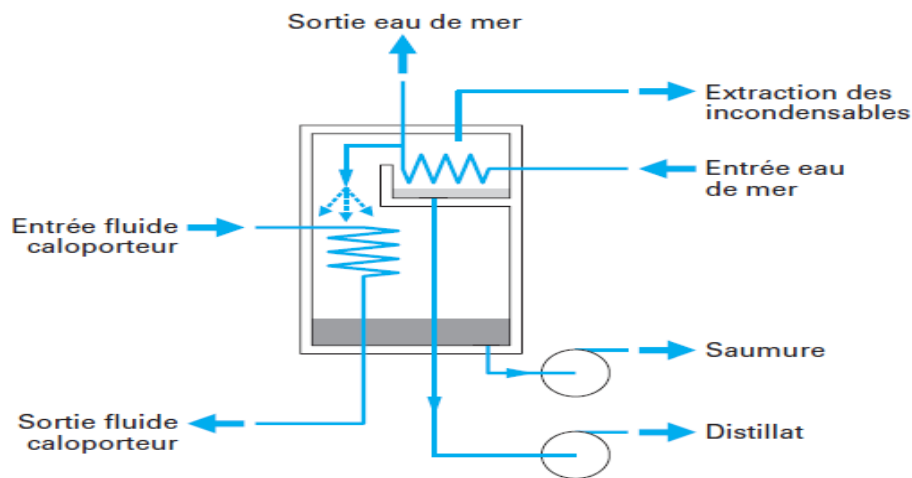 Sortie eau de mer
Extraction des
incondensables
Entrée eau
de mer
Entrée fluide
caloporteur
Saumure
Sortie fluide
caloporteur
Distillat